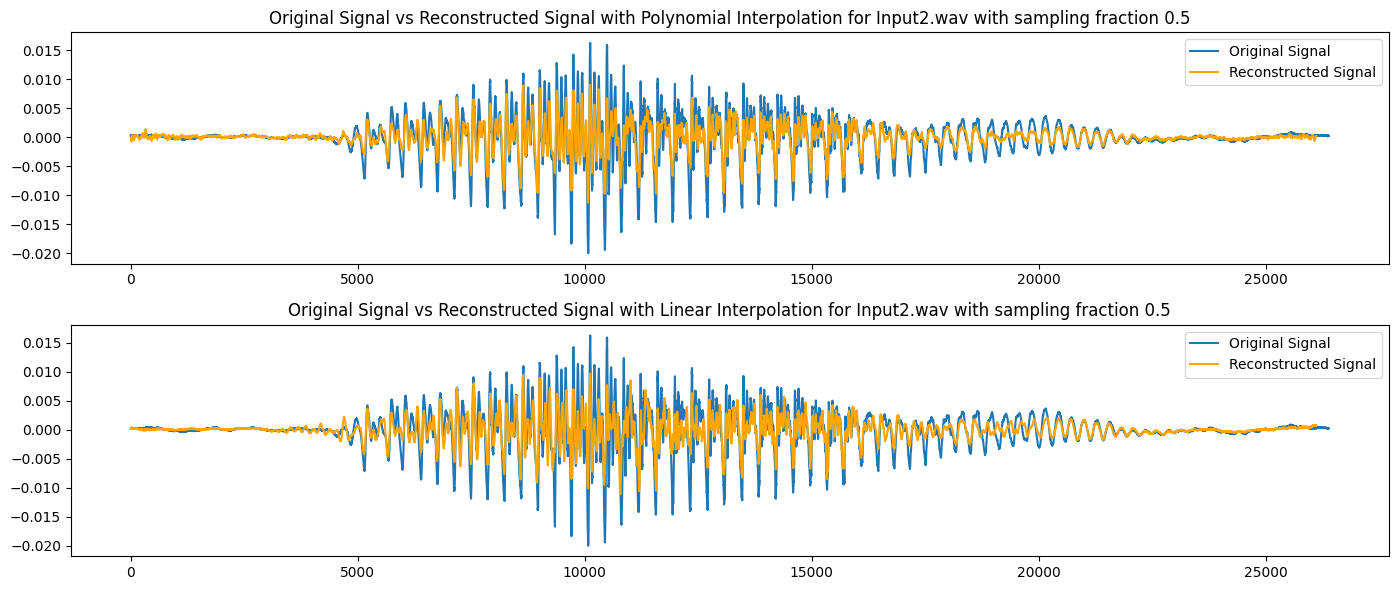 Original Signal vs Reconstructed Signal with Polynomial Interpolation for Input2.wav with sampling fraction 0.5
Original Signal
Reconstructed Signal
0.015
0.010
0.005
0.000
−0.005
−0.010
−0.015
−0.020
0 5000 10000 15000 20000 25000
Original Signal vs Reconstructed Signal with Linear Interpolation for Input2.wav with sampling fraction 0.5
Original Signal
Reconstructed Signal
0.015
0.010
0.005
0.000
−0.005
−0.010
−0.015
−0.020
0 5000 10000 15000 20000 25000